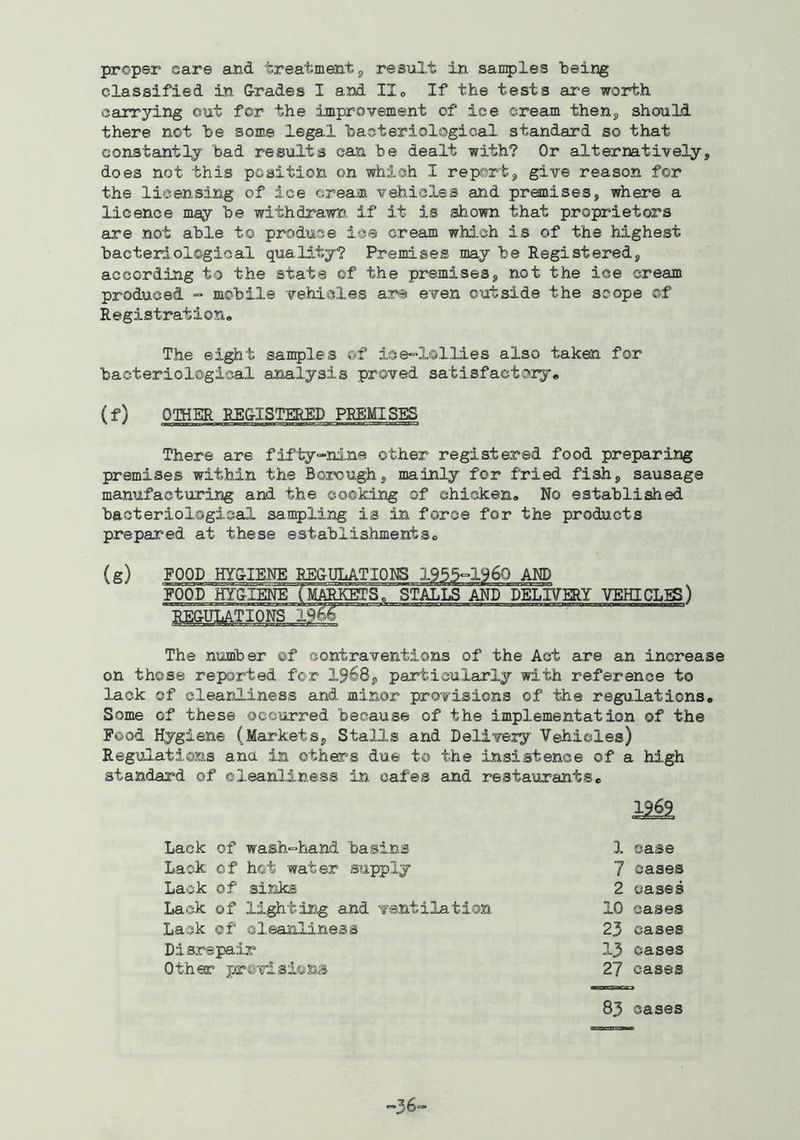 proper care and treatment, result in samples being
classified in Grades I and II. If the tests are worth
carrying out for the improvement of ice cream then, should
there not be some legal bacteriological standard so that
constantly bad results can be dealt with? Or alternatively,
does not this position on which I report, give reason for
the licensing of ice cream vehicles and premises, where a
licence may be withdrawn if it is shown that proprietors
are not able to produce ice cream which is of the highest
bacteriological quality? Premises may be Registered,
according to the state of the premises, not the ice cream
produced - mobile vehicles are even outside the scope of
Registration.
The eight samples of ice-lollies also taken for
bacteriological analysis proved satisfactory.
(f) OTHER REGISTERED PREMISES
There are fifty-nine other registered food preparing
premises within the Borough, mainly for fried fish, sausage
manufacturing and the cooking of chicken. No established
bacteriological sampling is in force for the products
prepared at these establishments.
(g) FOOD HYGIENE REGULATIONS 1955-1960 AND
FOOD HYGIENE (MARKETS, STALLS AND DELIVERY VEHICLES)
REGULATIONS 1966
The number of contraventions of the Act are an increase
on those reported for 1968, particularly with reference to
lack of cleanliness and minor provisions of the regulations.
Some of these occurred because of the implementation of the
Food Hygiene (Markets, Stalls and Delivery Vehicles)
Regulations and in others due to the insistence of a high
standard of cleanliness in cafes and restaurants.
1969
Lack of wash-hand basins 1 case
Lack of hot water supply 7 cases
Lack of sinks 2 cases
Lack of lighting and ventilation 10 cases
Lack of cleanliness 23 cases
Disrepair 13 cases
Other provisions 27 cases
83 cases
-36-